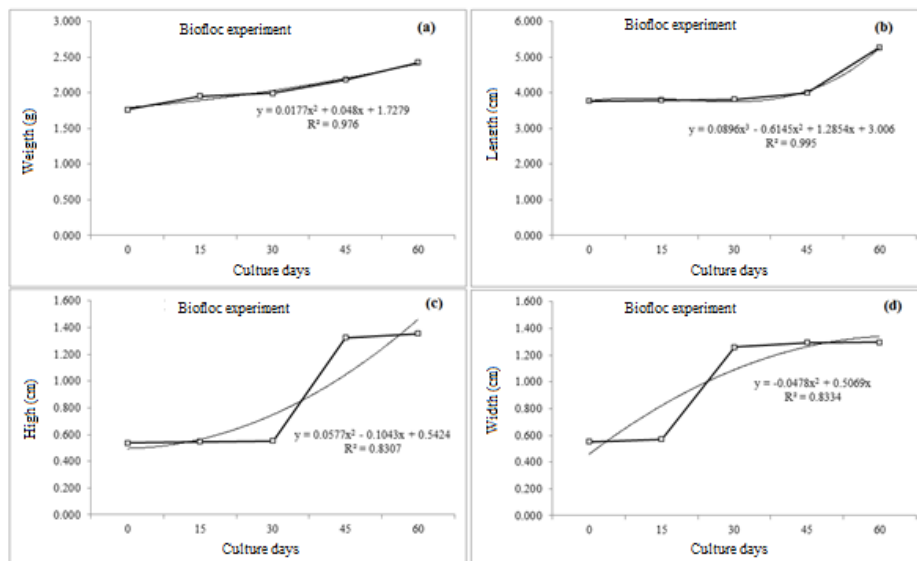 Biofloc experiment
(a)
3.000
2.500
2.000
1.500
1.000
0.500
0.000
Weigth (g)
y = 0.0177x² + 0.048x + 1.7279
R² = 0.976
0 15 30 45 60
Culture days
Biofloc experiment
(b)
6.000
5.000
4.000
3.000
2.000
1.000
0.000
Length (cm)
y = 0.0896x³ - 0.6145x² + 1.2854x + 3.006
R² = 0.995
0 15 30 45 60
Culture days
Biofloc experiment
(c)
1.600
1.400
1.200
1.000
0.800
0.600
0.400
0.200
0.000
High (cm)
y = 0.0577x² - 0.1043x + 0.5424
R² = 0.8307
0 15 30 45 60
Culture days
Biofloc experiment
(d)
1.600
1.400
1.200
1.000
0.800
0.600
0.400
0.200
0.000
Width (cm)
y = -0.0478x² + 0.5069x
R² = 0.8334
0 15 30 45 60
Culture days